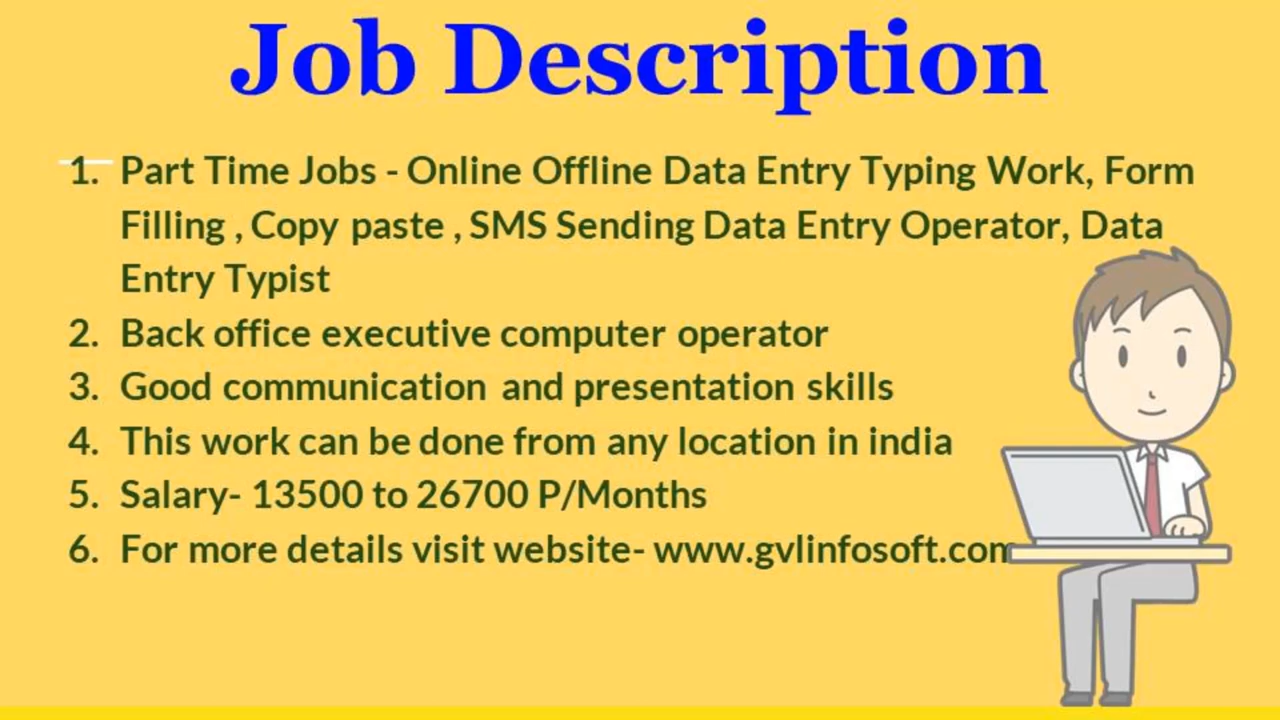 Job Description
1. Part Time Jobs - Online Offline Data Entry Typing Work, Form
Filling , Copy paste , SMS Sending Data Entry Operator, Data
Entry Typist
2. Back office executive computer operator
3. Good communication and presentation skills
4. This work can be done from any location in india
5. Salary- 13500 to 26700 P/Months
6. For more details visit website- www.gvlinfosoft.com